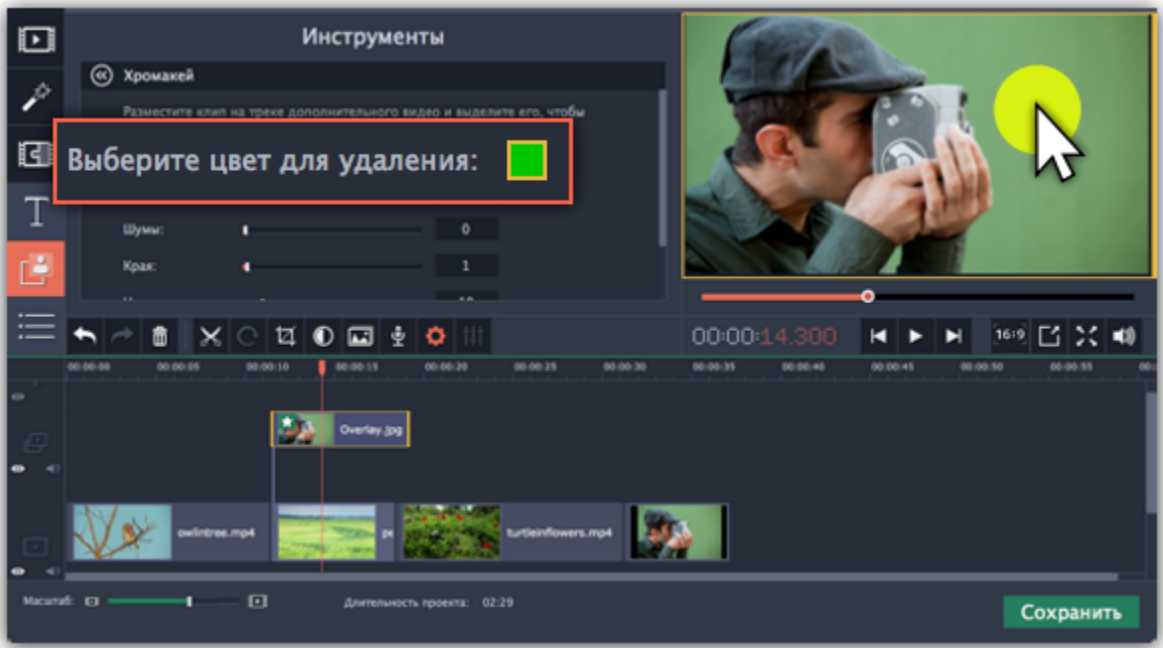 Инструменты
Хромакей
Разместите клип на треке дополнительного видео и выделите его, чтобы
Выберите цвет для удаления:
Шумы: 0
Края: 1
T
00:00:14.300
16:9
00:00:00 00:00:05 00:00:10 00:00:15 00:00:20 00:00:25 00:00:30 00:00:35 00:00:40 00:00:45 00:00:50 00:00:55
Overlay.jpg
owlintree.mp4
turtleinflowers.mp4
Масштаб:
Длительность проекта: 02:29
Сохранить